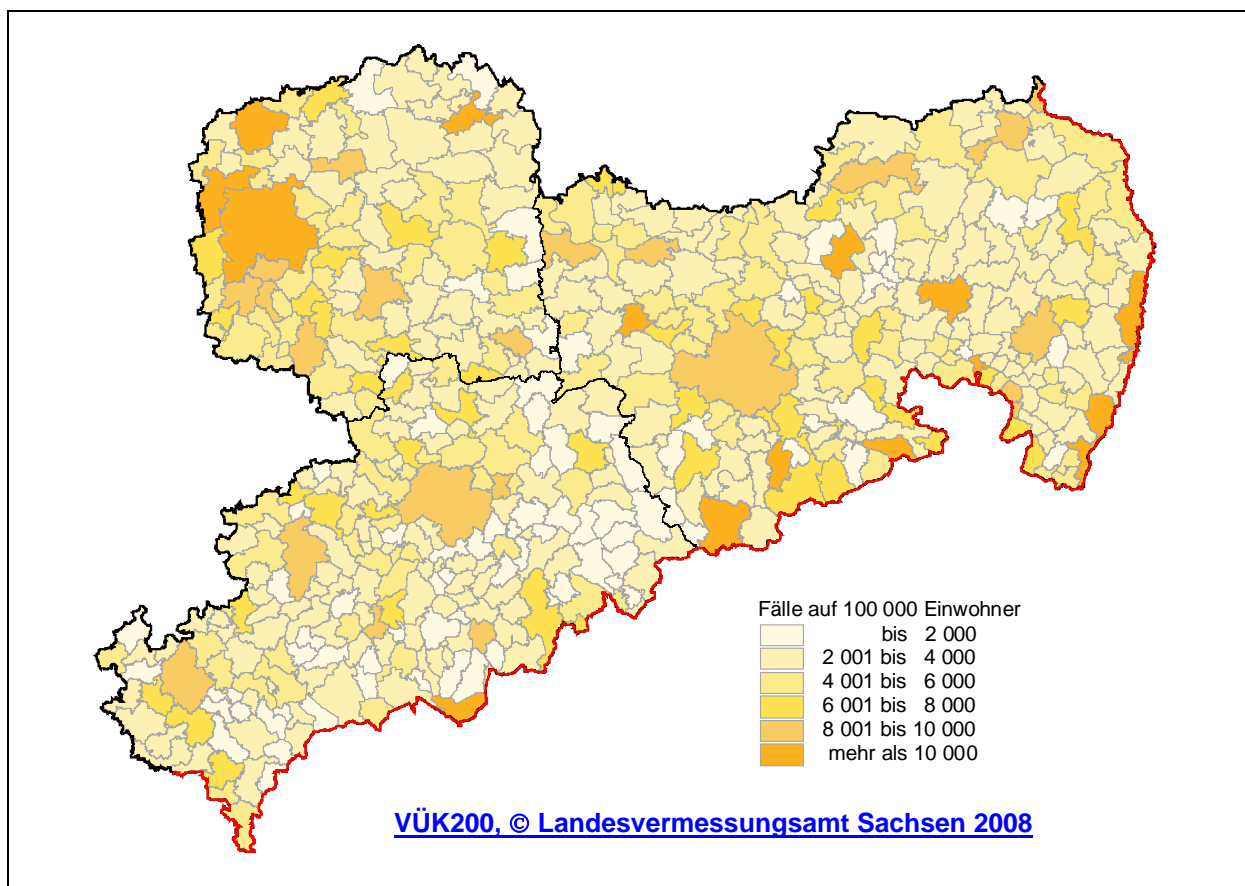 Fälle auf 100 000 Einwohner
bis 2 000
2 001 bis 4 000
4 001 bis 6 000
6 001 bis 8 000
8 001 bis 10 000
mehr als 10 000
VÜK200, © Landesvermessungsamt Sachsen 2008